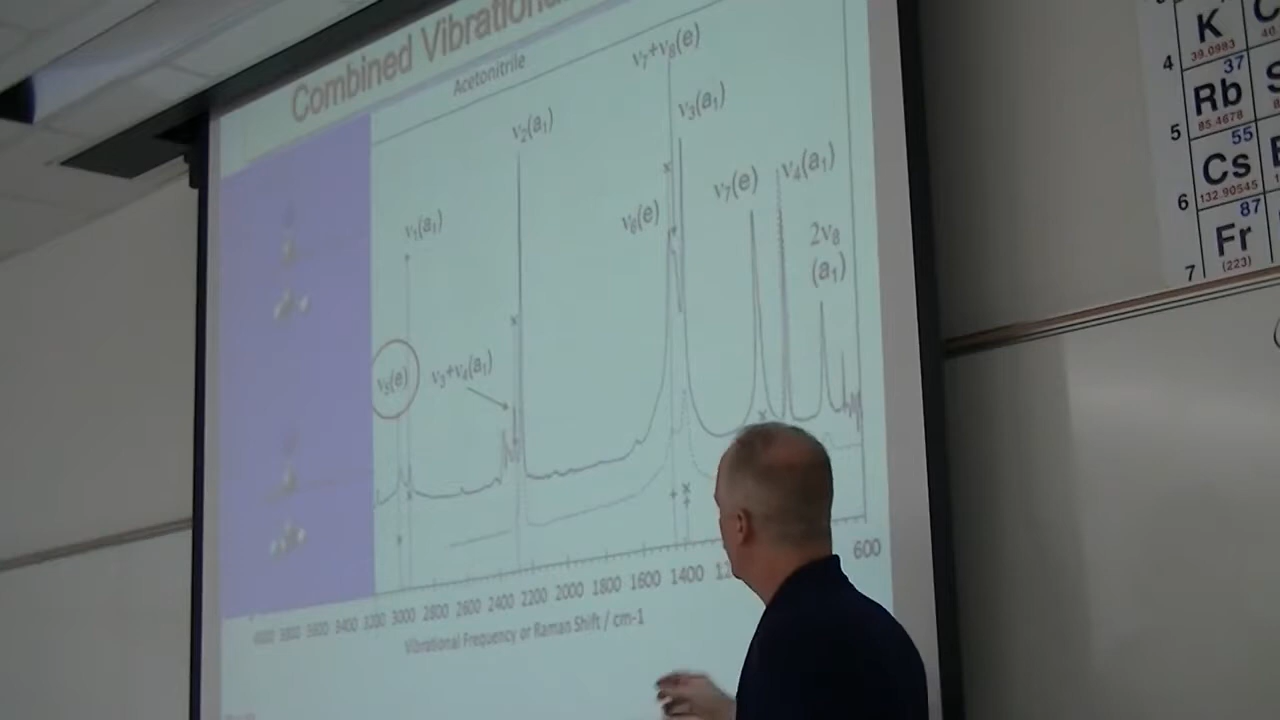 Combined Vibrational
Acetonitrile
ν₇+ν₈(e)
ν₃(a₁)
ν₂(a₁)
ν₇(e)
ν₄(a₁)
ν₆(e)
ν₁(a₁)
2ν₈
(a₁)
ν₅(e)
ν₃+ν₄(a₁)
3400 3200 3000 2800 2600 2400 2200 2000 1800 1600 1400 600
Vibrational Frequency or Raman Shift / cm-1
4
K
39.0983
37
Rb
85.4678
5
55
Cs
132.90545
6
87
Fr
(223)
7